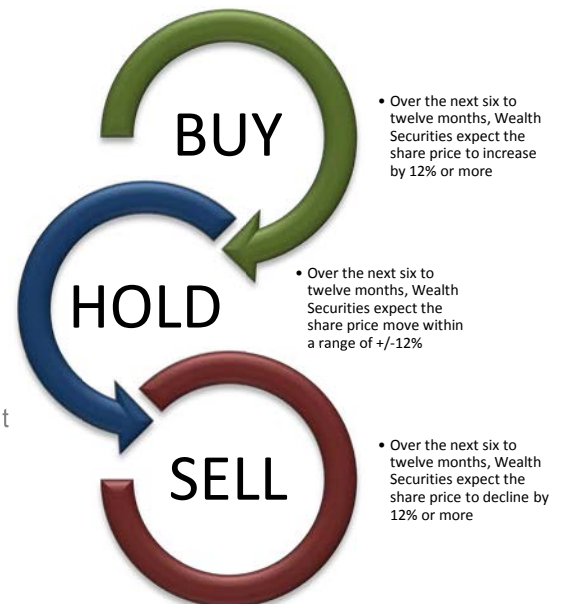 BUY
• Over the next six to
twelve months, Wealth
Securities expect the
share price to increase
by 12% or more
HOLD
• Over the next six to
twelve months, Wealth
Securities expect the
share price move within
a range of +/-12%
t
SELL
• Over the next six to
twelve months, Wealth
Securities expect the
share price to decline by
12% or more